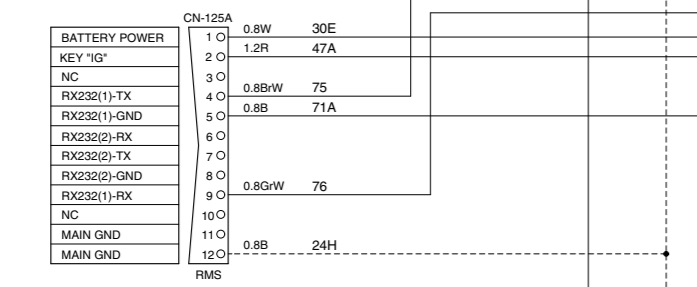 CN-125A
BATTERY POWER 1 0.8W 30E
KEY "IG" 2 1.2R 47A
NC 3
RX232(1)-TX 4 0.8BrW 75
RX232(1)-GND 5 0.8B 71A
RX232(2)-RX 6
RX232(2)-TX 7
RX232(2)-GND 8
RX232(1)-RX 9 0.8GrW 76
NC 10
MAIN GND 11
MAIN GND 12 0.8B 24H
RMS